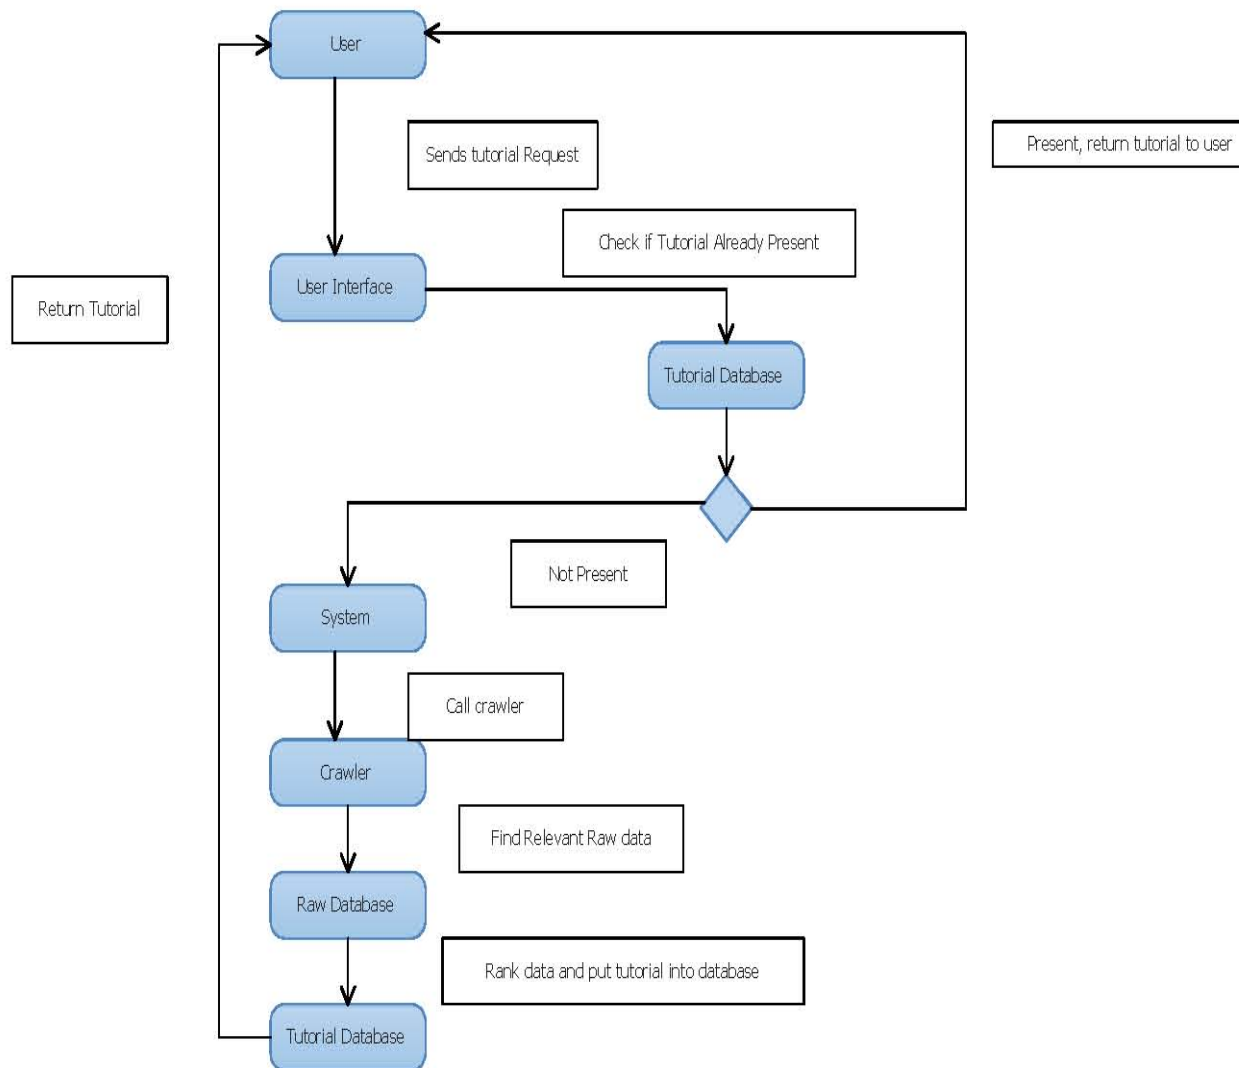 User
Sends tutorial Request
Present, return tutorial to user
Check if Tutorial Already Present
User Interface
Return Tutorial
Tutorial Database
Not Present
System
Call crawler
Crawler
Find Relevant Raw data
Raw Database
Rank data and put tutorial into database
Tutorial Database